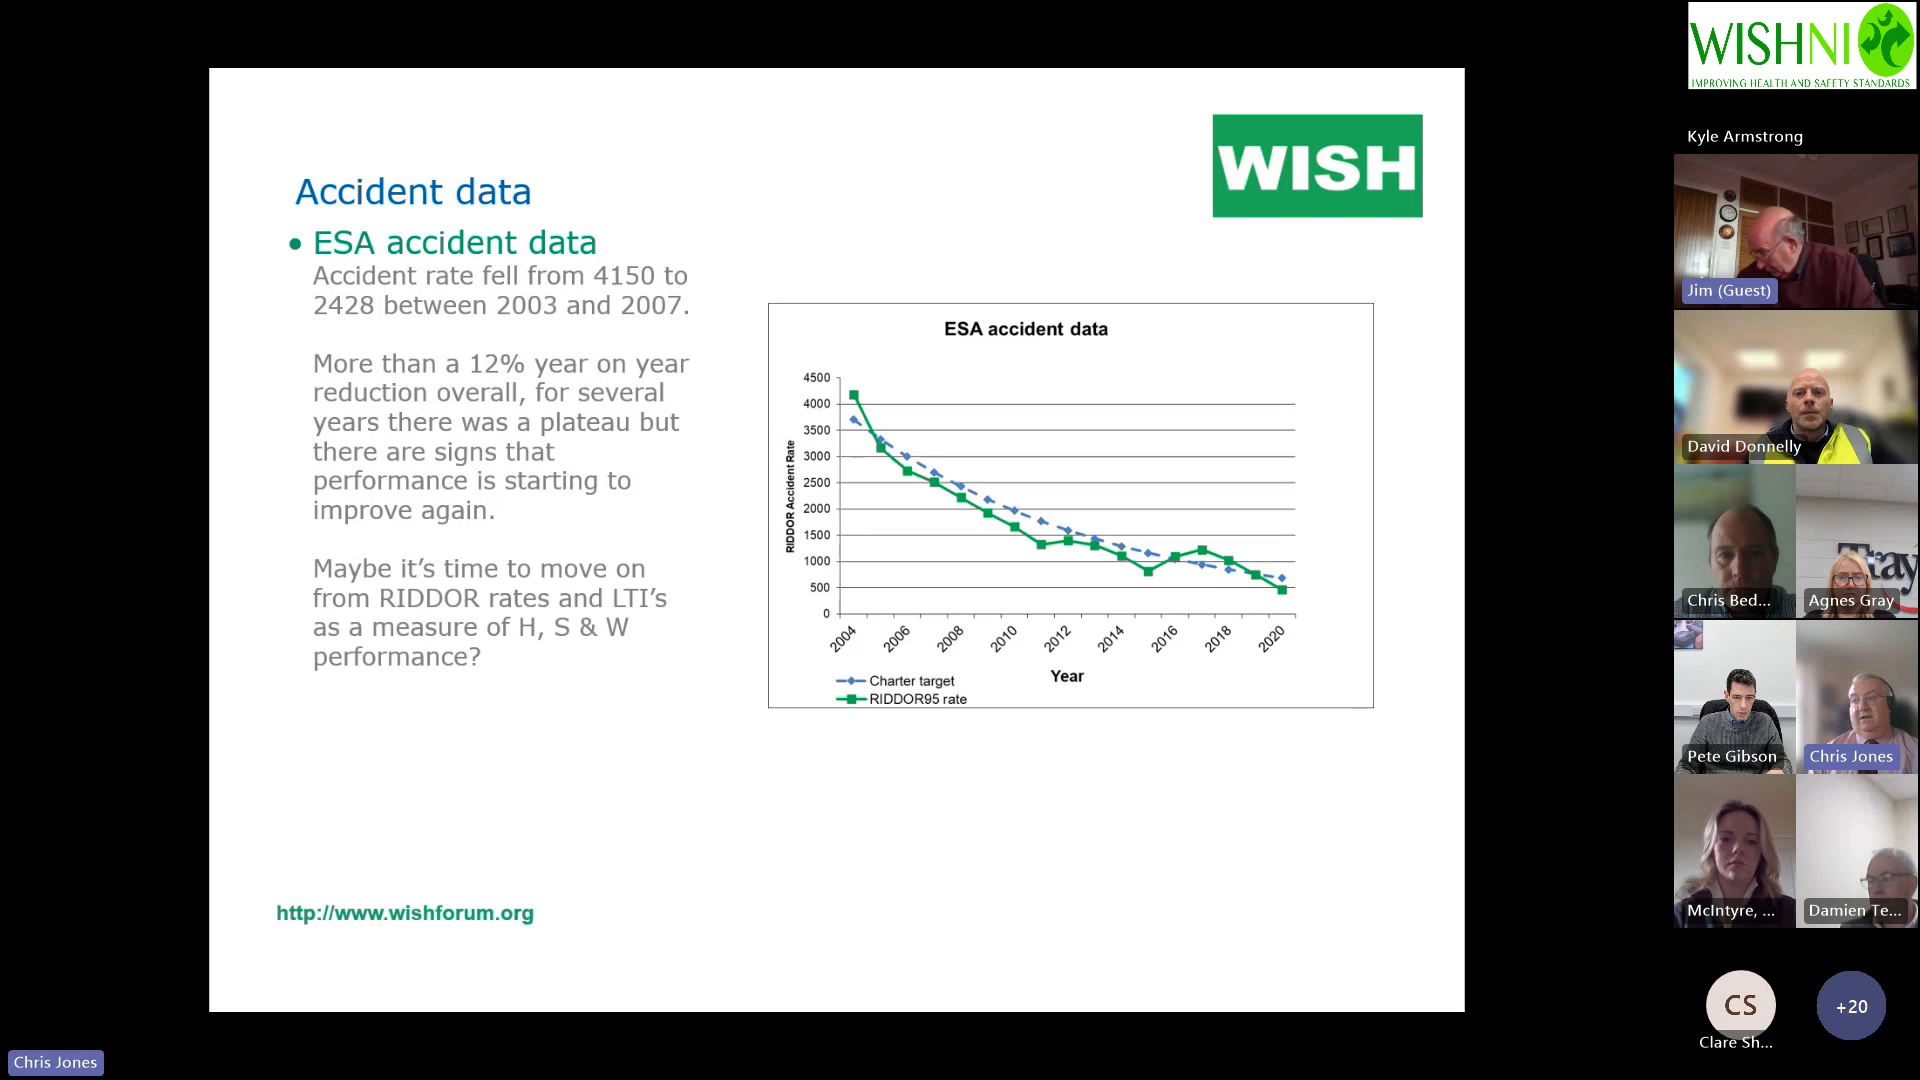 WISHNI
IMPROVING HEALTH AND SAFETY STANDARDS
Kyle Armstrong
WISH
Accident data
• ESA accident data
Accident rate fell from 4150 to
2428 between 2003 and 2007.
More than a 12% year on year
reduction overall, for several
years there was a plateau but
there are signs that
performance is starting to
improve again.
Maybe it’s time to move on
from RIDDOR rates and LTI’s
as a measure of H, S & W
performance?
ESA accident data
RIDDOR Accident Rate
4500
4000
3500
3000
2500
2000
1500
1000
500
0
2004
2006
2008
2010
2012
2014
2016
2018
2020
Year
Charter target
RIDDOR95 rate
http://www.wishforum.org
Jim (Guest)
David Donnelly
Chris Bed...
Agnes Gray
Pete Gibson
Chris Jones
McIntyre, ...
Damien Te...
CS
+20
Clare Sh...
Chris Jones